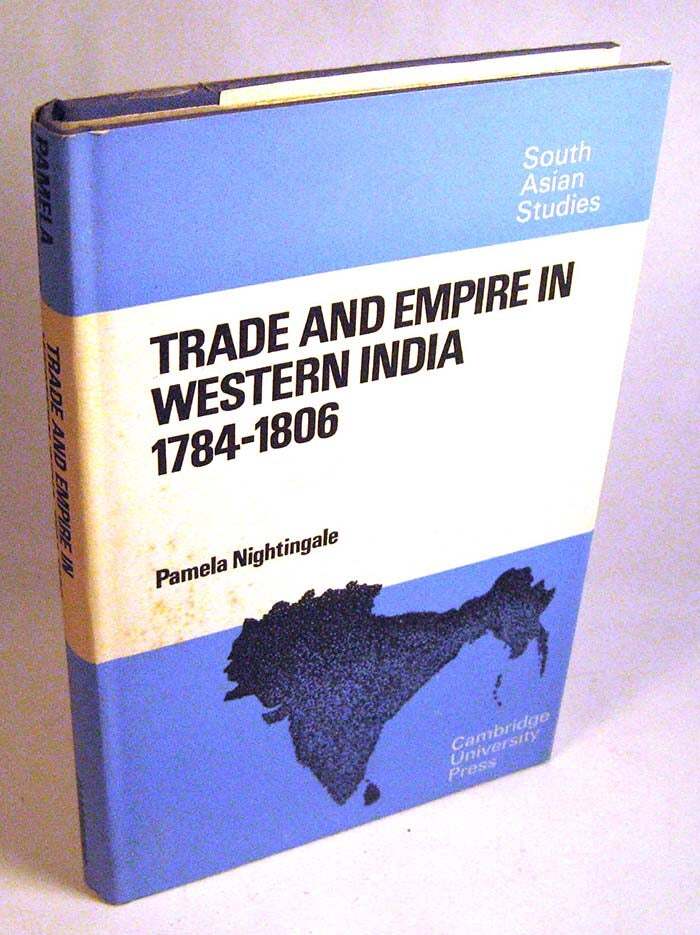 South
Asian
Studies
TRADE AND EMPIRE IN
WESTERN INDIA
1784-1806
Pamela Nightingale
Cambridge
University
Press
PAMELA
TRADE AND EMPIRE IN